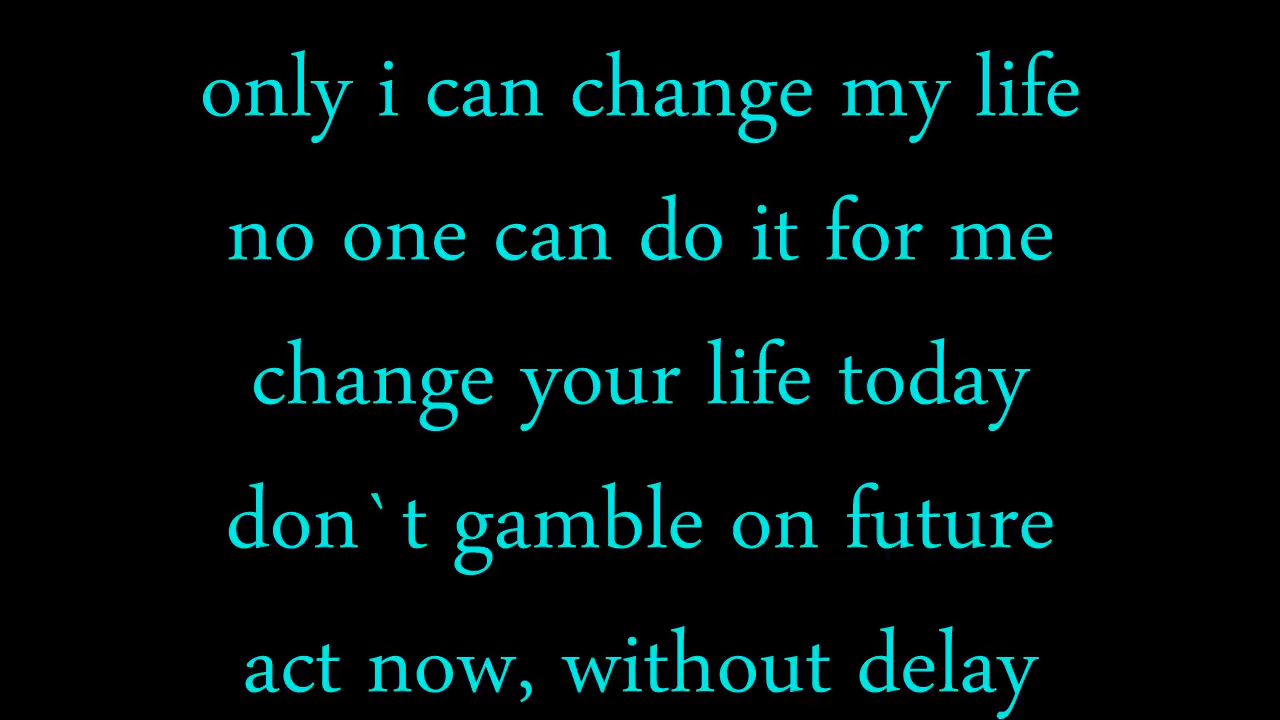 only i can change my life
no one can do it for me
change your life today
don`t gamble on future
act now, without delay